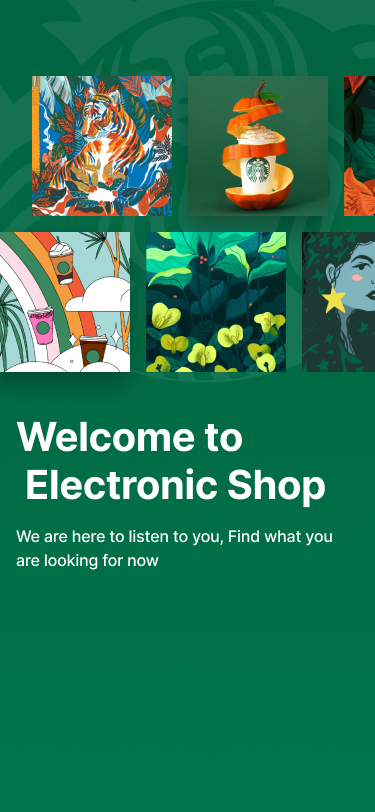 Welcome to
Electronic Shop
We are here to listen to you, Find what you
are looking for now